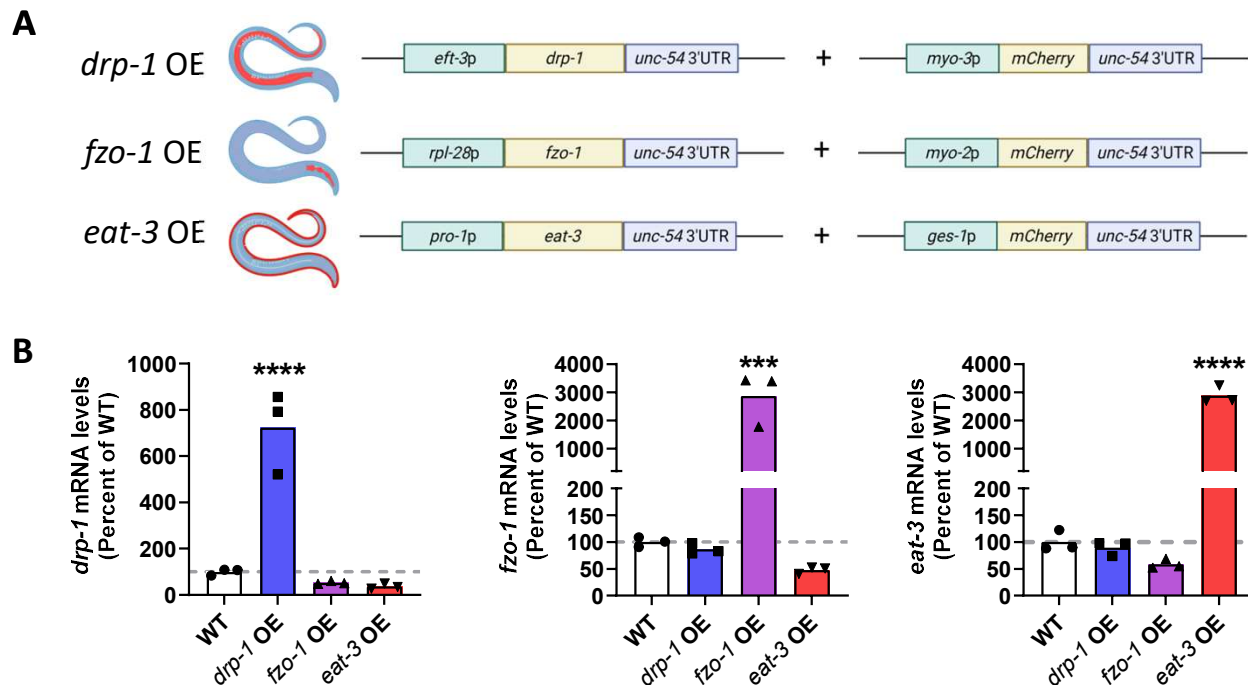 A
drp-1 OE
eft-3p drp-1 unc-54 3'UTR + myo-3p mCherry unc-54 3'UTR
fzo-1 OE
rpl-28p fzo-1 unc-54 3'UTR + myo-2p mCherry unc-54 3'UTR
eat-3 OE
pro-1p eat-3 unc-54 3'UTR + ges-1p mCherry unc-54 3'UTR
B
drp-1 mRNA levels
(Percent of WT)
1000
800
600
400
200
0
****
WT
drp-1 OE
fzo-1 OE
eat-3 OE
fzo-1 mRNA levels
(Percent of WT)
4000
3000
2000
1000
200
150
100
50
0
***
WT
drp-1 OE
fzo-1 OE
eat-3 OE
eat-3 mRNA levels
(Percent of WT)
4000
3000
2000
1000
200
150
100
50
0
****
WT
drp-1 OE
fzo-1 OE
eat-3 OE